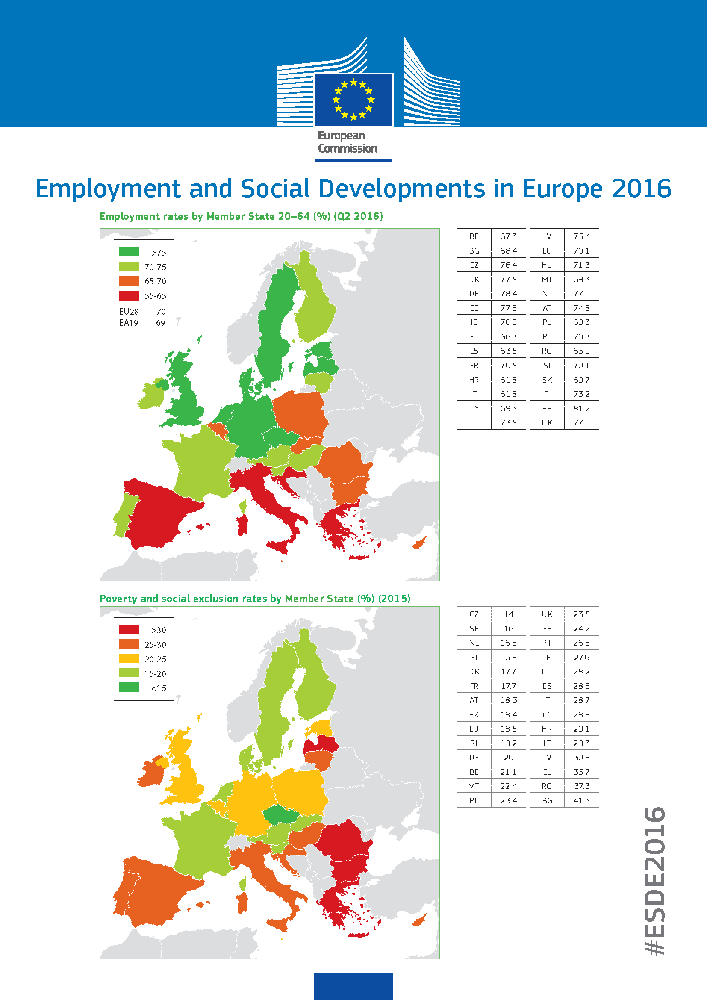 European
Commission
Employment and Social Developments in Europe 2016
Employment rates by Member State 20–64 (%) (Q2 2016)
>75
70-75
65-70
55-65
EU28 70
EA19 69
BE 67.3 LV 75.4
BG 68.4 LU 70.1
CZ 76.4 HU 71.3
DK 77.5 MT 69.3
DE 78.4 NL 77.0
EE 77.6 AT 74.8
IE 70.0 PL 69.3
EL 56.3 PT 70.3
ES 63.5 RO 65.9
FR 70.5 SI 70.1
HR 61.8 SK 69.7
IT 61.8 FI 73.2
CY 69.3 SE 81.2
LT 73.5 UK 77.6
Poverty and social exclusion rates by Member State (%) (2015)
>30
25-30
20-25
15-20
<15
CZ 14 UK 23.5
SE 16 EE 24.2
NL 16.8 PT 26.6
FI 16.8 IE 27.6
DK 17.7 HU 28.2
FR 17.7 ES 28.6
AT 18.3 IT 28.7
SK 18.4 CY 28.9
LU 18.5 HR 29.1
SI 19.2 LT 29.3
DE 20 LV 30.9
BE 21.1 EL 35.7
MT 22.4 RO 37.3
PL 23.4 BG 41.3
#ESDE2016